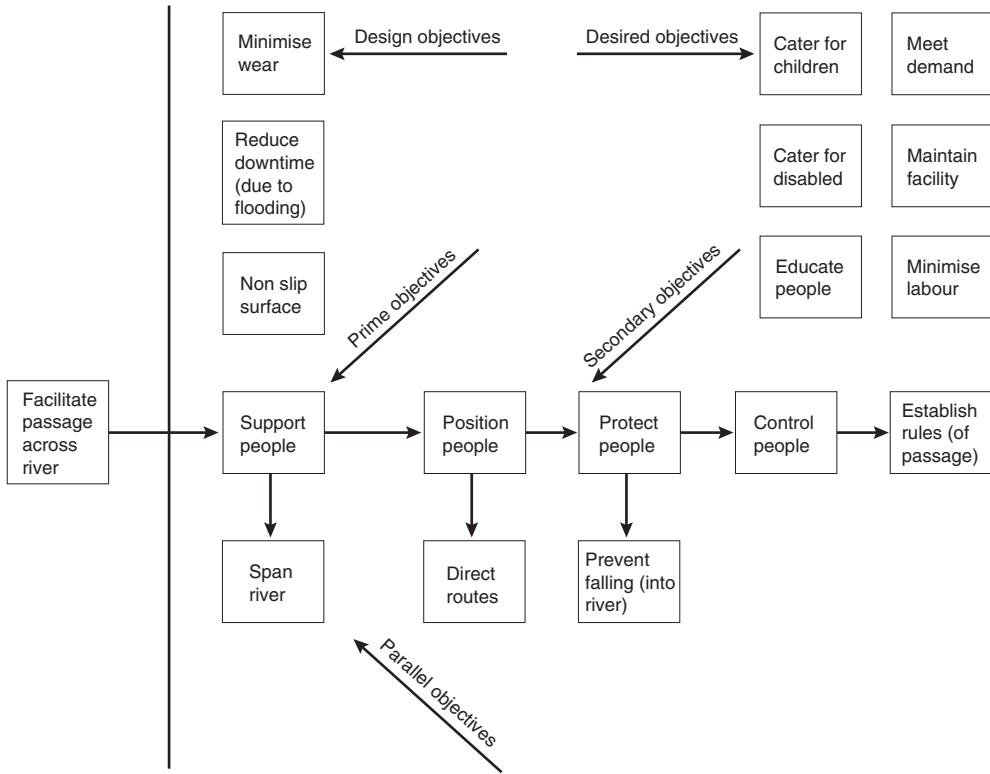 Minimise
wear
Design objectives
Desired objectives
Cater for
children
Meet
demand
Reduce
downtime
(due to
flooding)
Cater for
disabled
Maintain
facility
Non slip
surface
Prime objectives
Secondary objectives
Educate
people
Minimise
labour
Facilitate
passage
across
river
Support
people
Position
people
Protect
people
Control
people
Establish
rules (of
passage)
Span
river
Direct
routes
Prevent
falling (into
river)
Parallel objectives